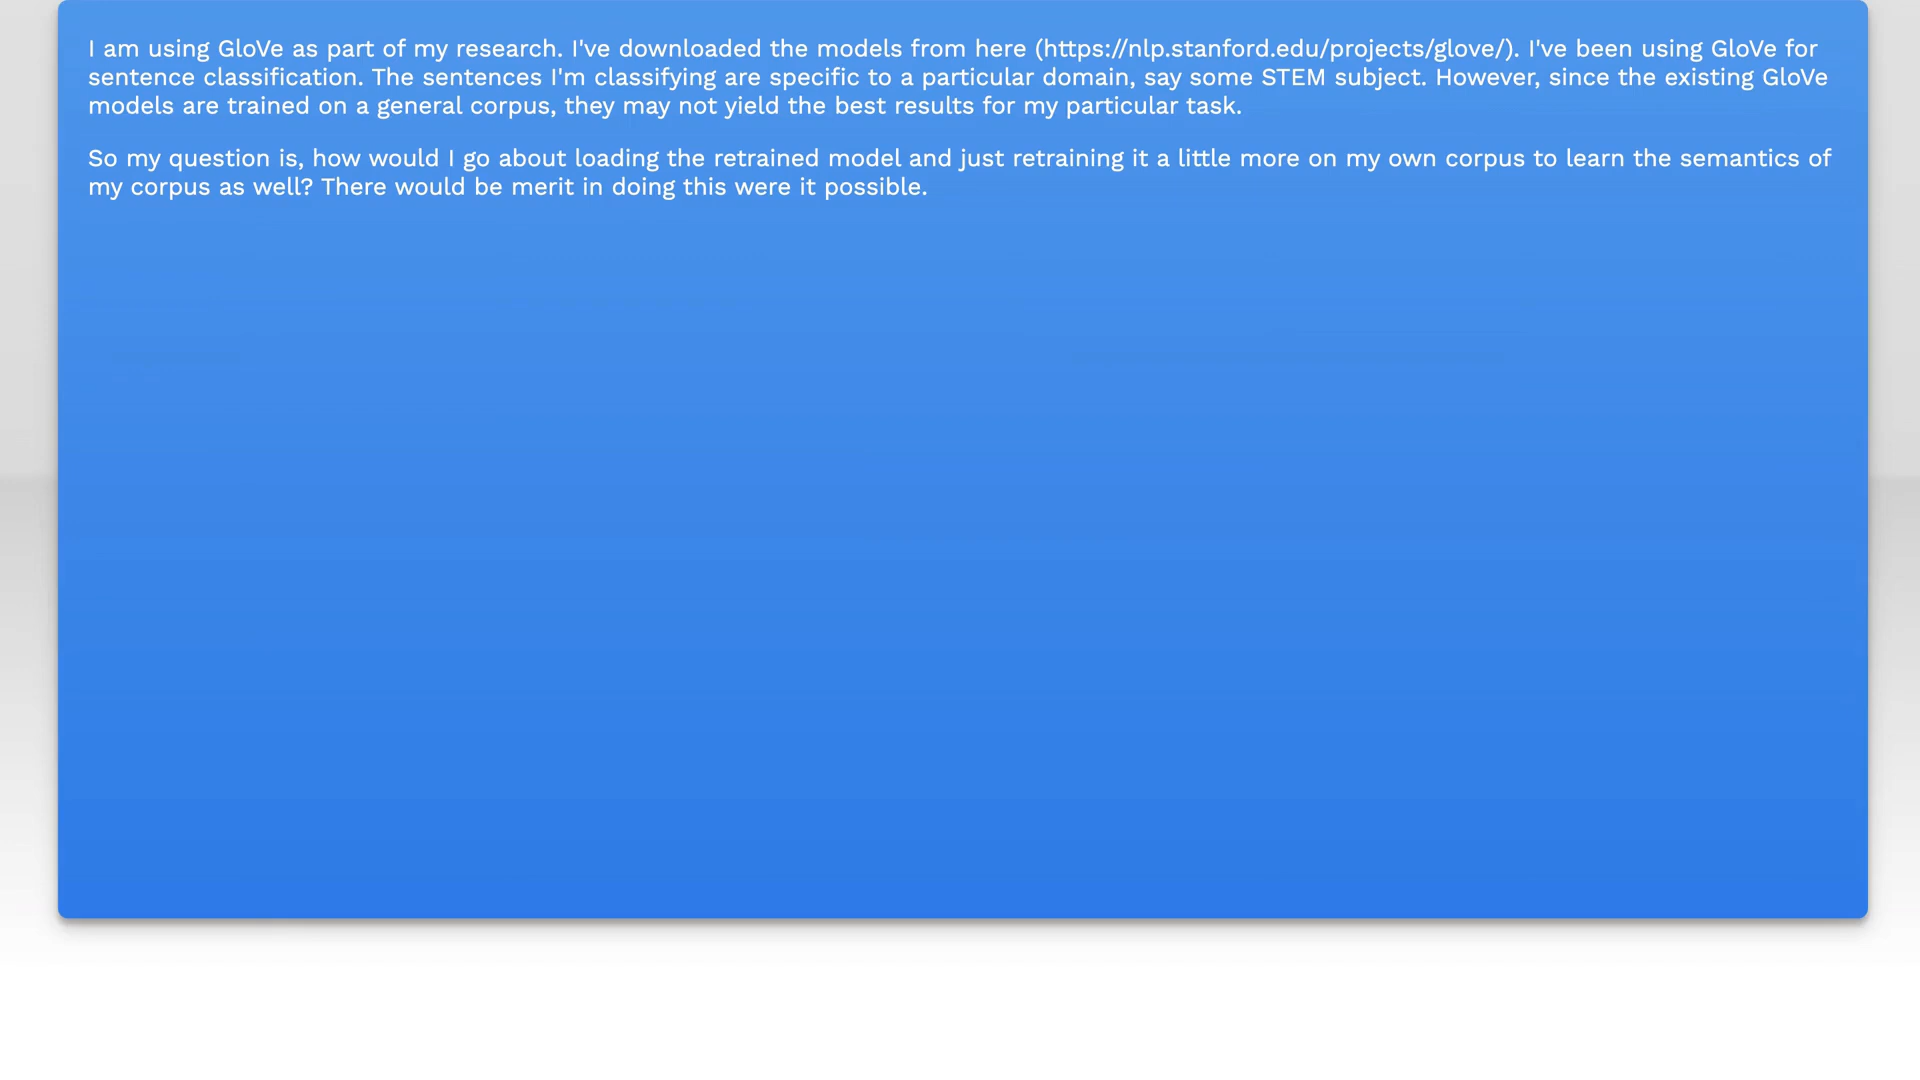 I am using GloVe as part of my research. I've downloaded the models from here (https://nlp.stanford.edu/projects/glove/). I've been using GloVe for
sentence classification. The sentences I'm classifying are specific to a particular domain, say some STEM subject. However, since the existing GloVe
models are trained on a general corpus, they may not yield the best results for my particular task.
So my question is, how would I go about loading the retrained model and just retraining it a little more on my own corpus to learn the semantics of
my corpus as well? There would be merit in doing this were it possible.